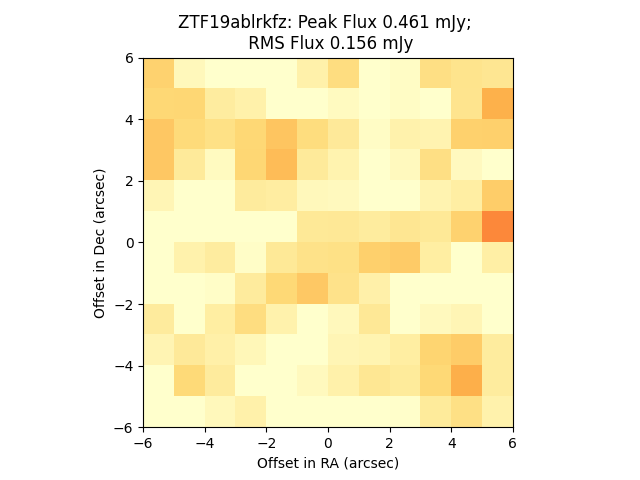 ZTF19ablrkfz: Peak Flux 0.461 mJy;
RMS Flux 0.156 mJy
6
4
2
0
−2
−4
−6
Offset in Dec (arcsec)
−6 −4 −2 0 2 4 6
Offset in RA (arcsec)